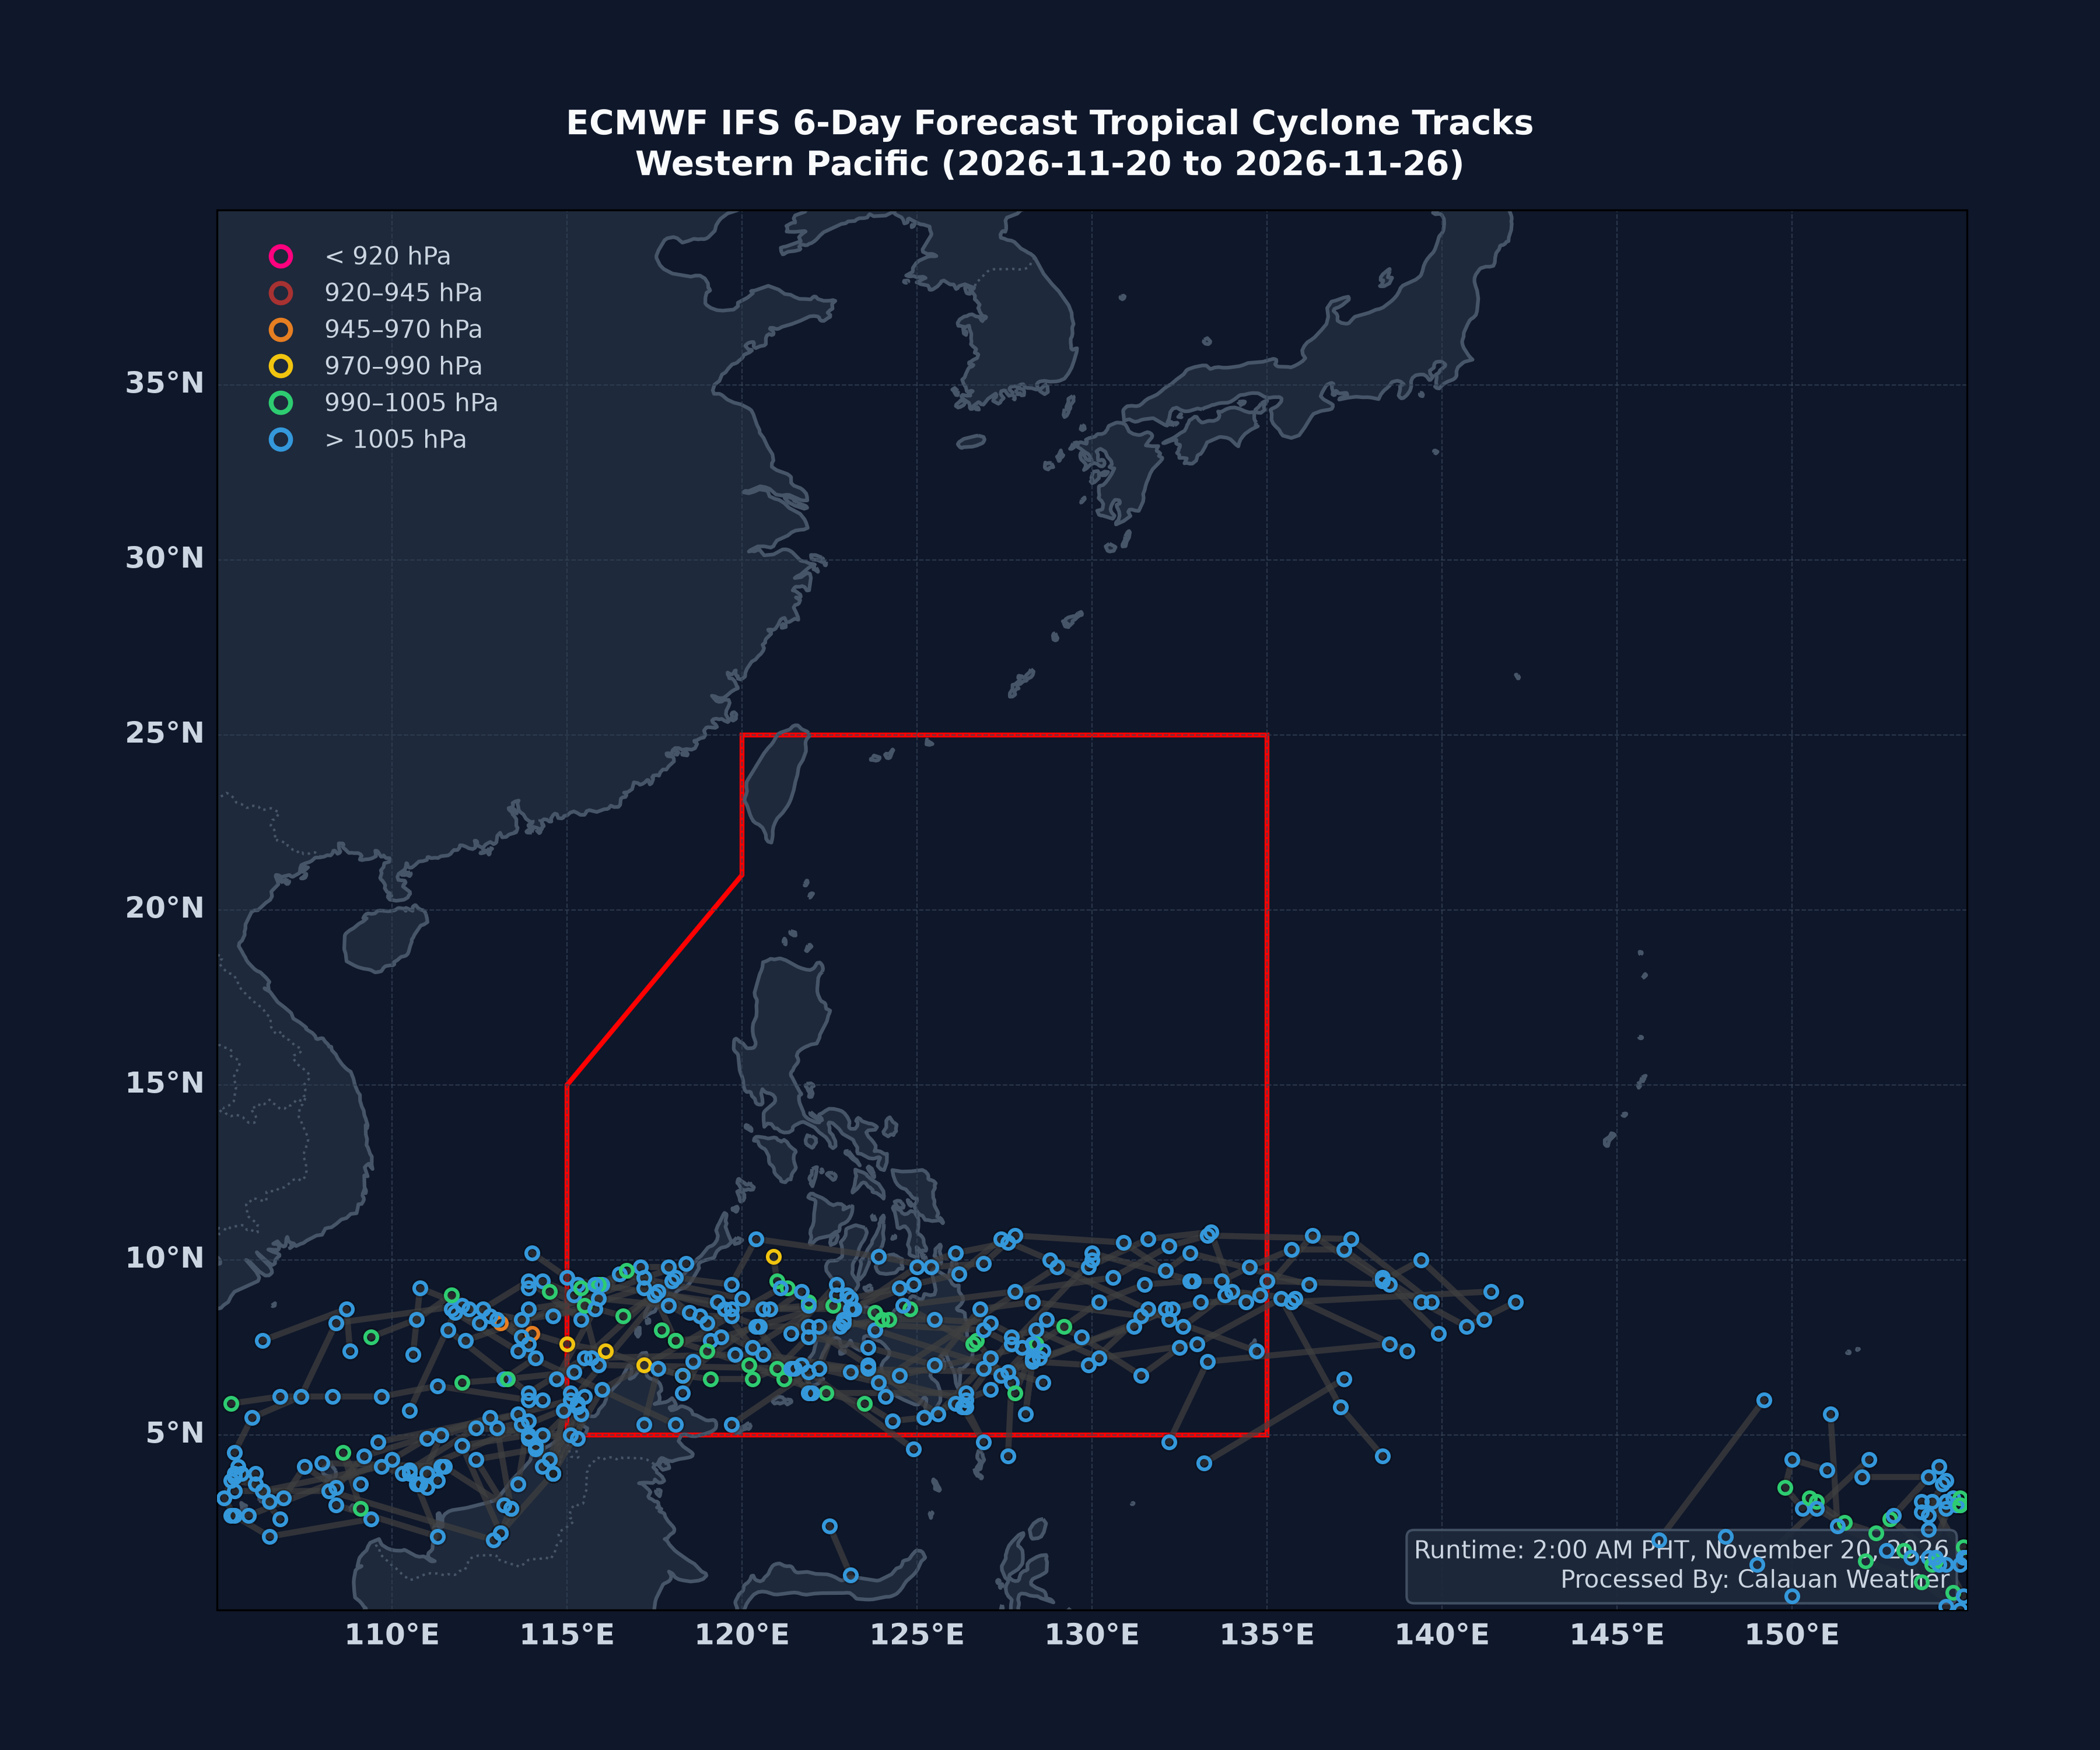 ECMWF IFS 6-Day Forecast Tropical Cyclone Tracks
Western Pacific (2026-11-20 to 2026-11-26)
< 920 hPa
920–945 hPa
945–970 hPa
970–990 hPa
990–1005 hPa
> 1005 hPa
35°N
30°N
25°N
20°N
15°N
10°N
5°N
Runtime: 2:00 AM PHT, November 20, 2026
Processed By: Calauan Weather
110°E
115°E
120°E
125°E
130°E
135°E
140°E
145°E
150°E